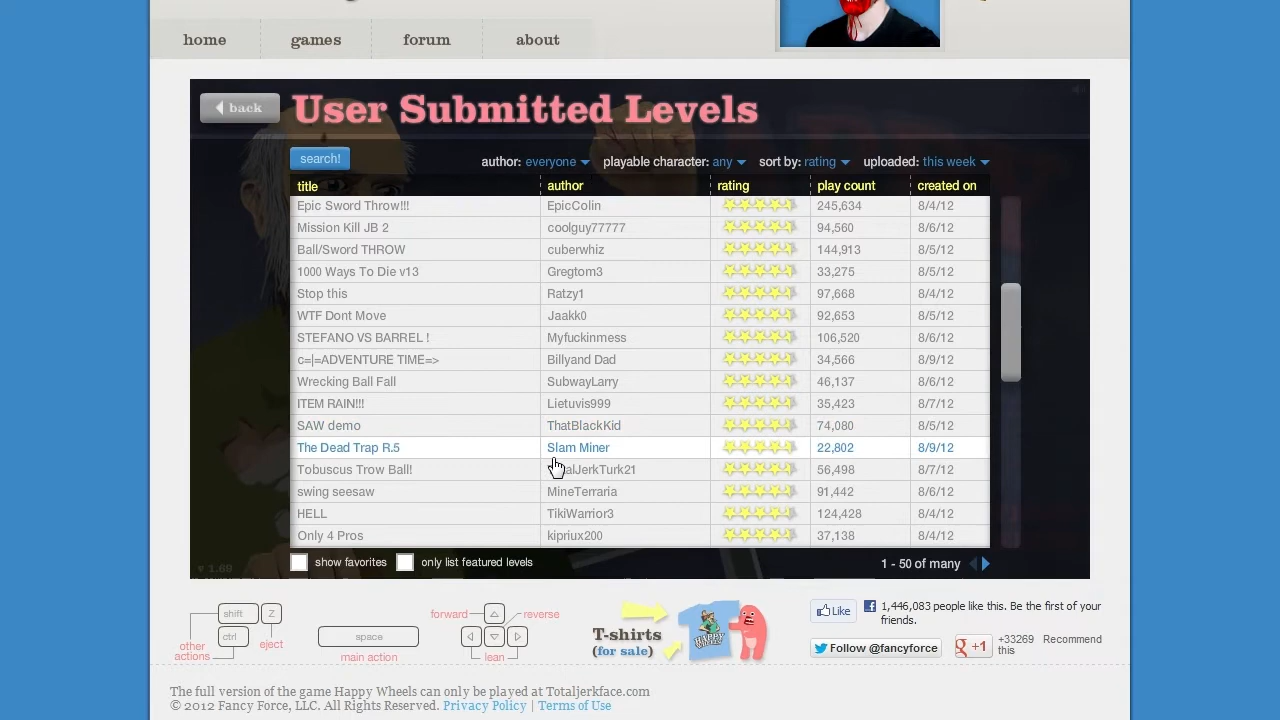 home games forum about
back User Submitted Levels
search! author: everyone playable character: any sort by: rating uploaded: this week
title author rating play count created on
Epic Sword Throw!!! EpicColin 245,634 8/4/12
Mission Kill JB 2 coolguy77777 94,560 8/6/12
Ball/Sword THROW cuberwhiz 144,913 8/5/12
1000 Ways To Die v13 Gregtom3 33,275 8/5/12
Stop this Ratzy1 97,668 8/4/12
WTF Dont Move Jaakk0 92,653 8/5/12
STEFANO VS BARREL ! Myfuckinmess 106,520 8/6/12
c=|=ADVENTURE TIME=> Billyand Dad 34,566 8/9/12
Wrecking Ball Fall SubwayLarry 46,137 8/6/12
ITEM RAIN!!! Lietuvis999 35,423 8/7/12
SAW demo ThatBlackKid 74,080 8/5/12
The Dead Trap R.5 Slam Miner 22,802 8/9/12
Tobuscus Trow Ball! 56,498 8/7/12
swing seesaw MineTerraria 91,442 8/6/12
HELL TikiWarrior3 124,428 8/4/12
Only 4 Pros kipriux200 37,138 8/4/12
show favorites only list featured levels 1 - 50 of many
v 1.69
shift Z
ctrl eject
other actions
space
main action
forward reverse
lean
T-shirts
(for sale)
HAPPY WHEELS
Like 1,446,083 people like this. Be the first of your
friends.
Follow @fancyforce +1 +33269 Recommend
this
The full version of the game Happy Wheels can only be played at Totaljerkface.com
© 2012 Fancy Force, LLC. All Rights Reserved. Privacy Policy | Terms of Use